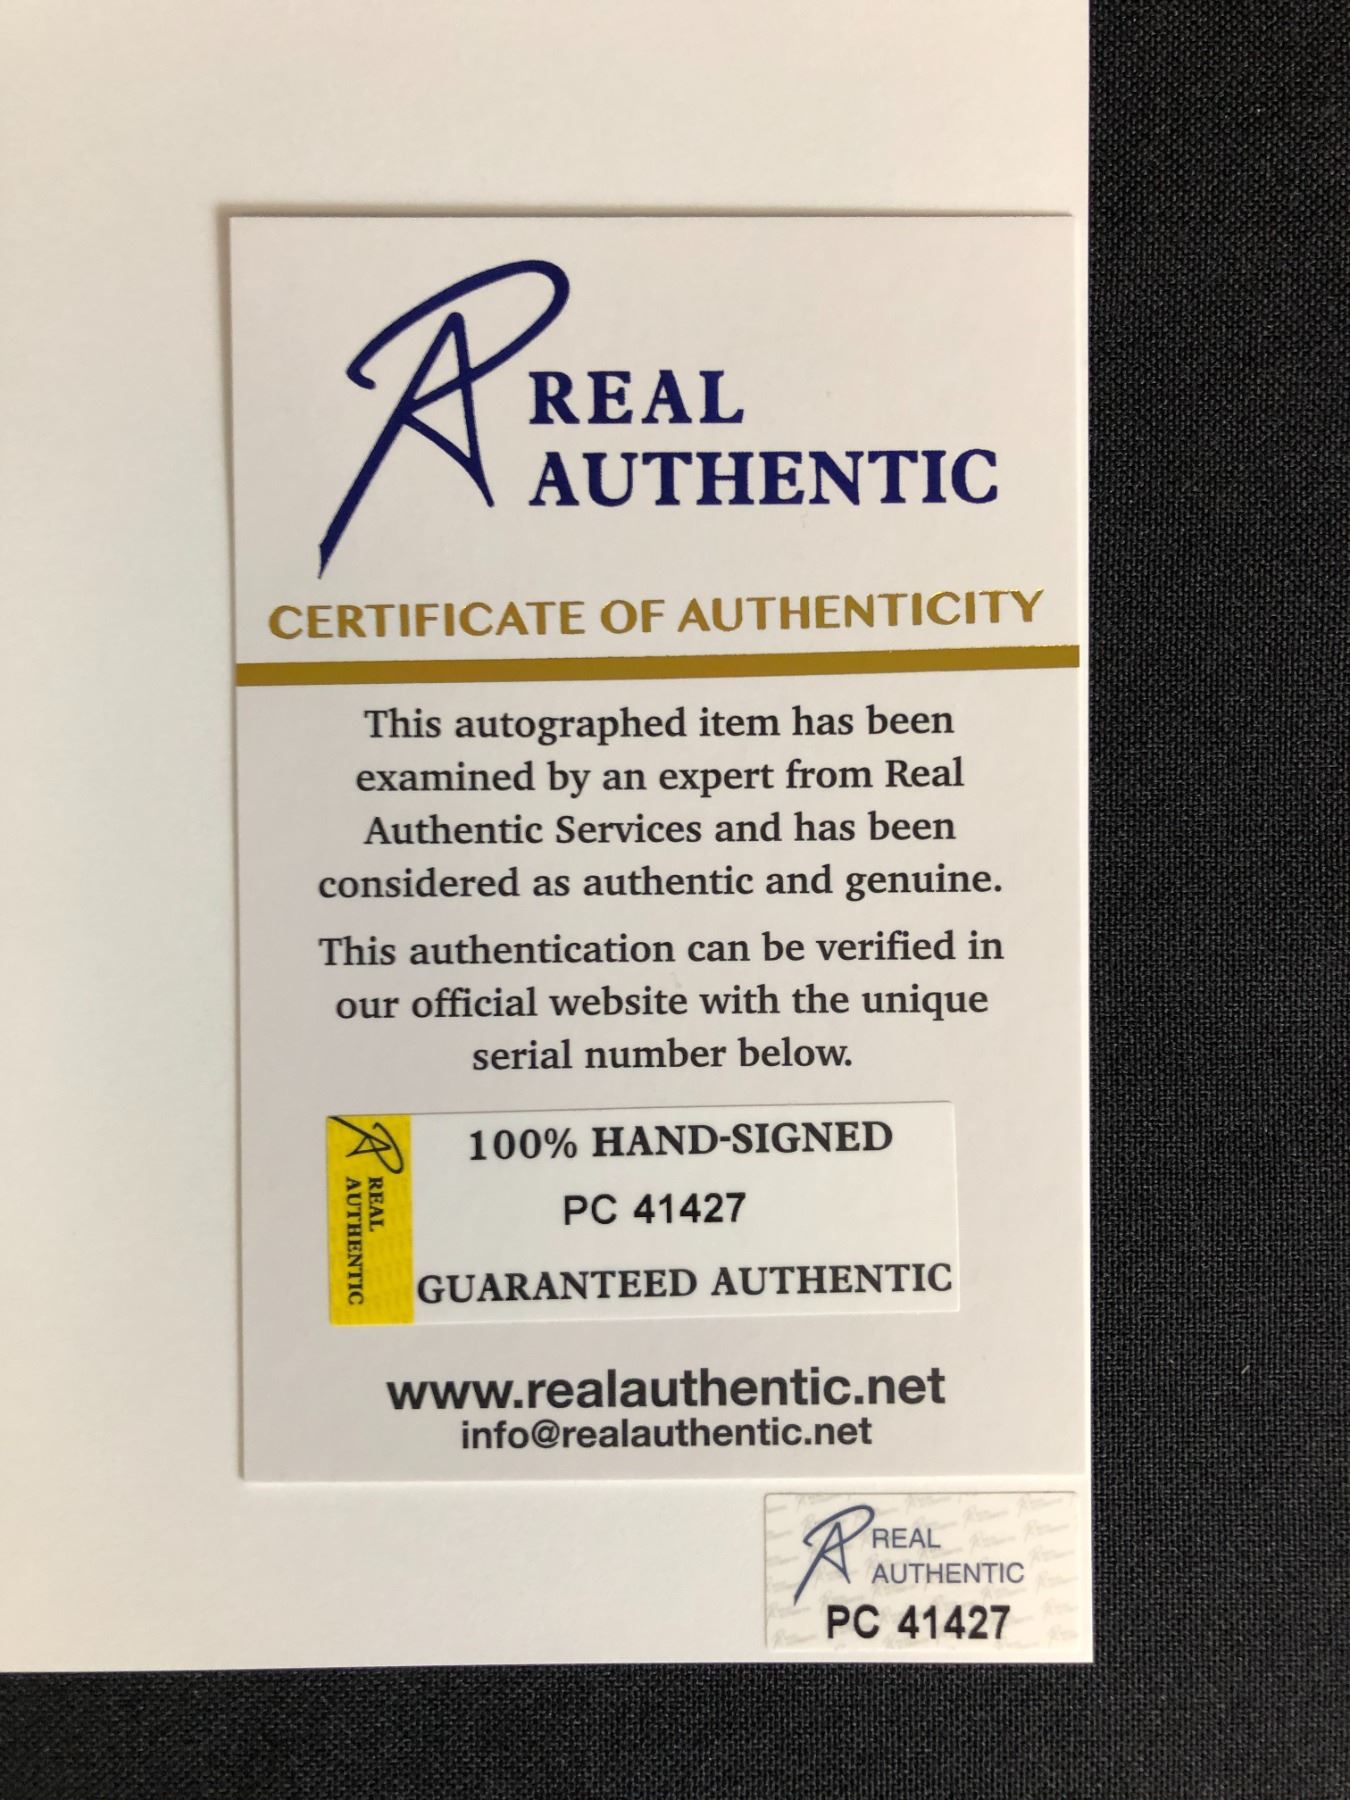 REAL
AUTHENTIC
CERTIFICATE OF AUTHENTICITY
This autographed item has been
examined by an expert from Real
Authentic Services and has been
considered as authentic and genuine.
This authentication can be verified in
our official website with the unique
serial number below.
REAL
AUTHENTIC
100% HAND-SIGNED
PC 41427
GUARANTEED AUTHENTIC
www.realauthentic.net
info@realauthentic.net
REAL
AUTHENTIC
PC 41427